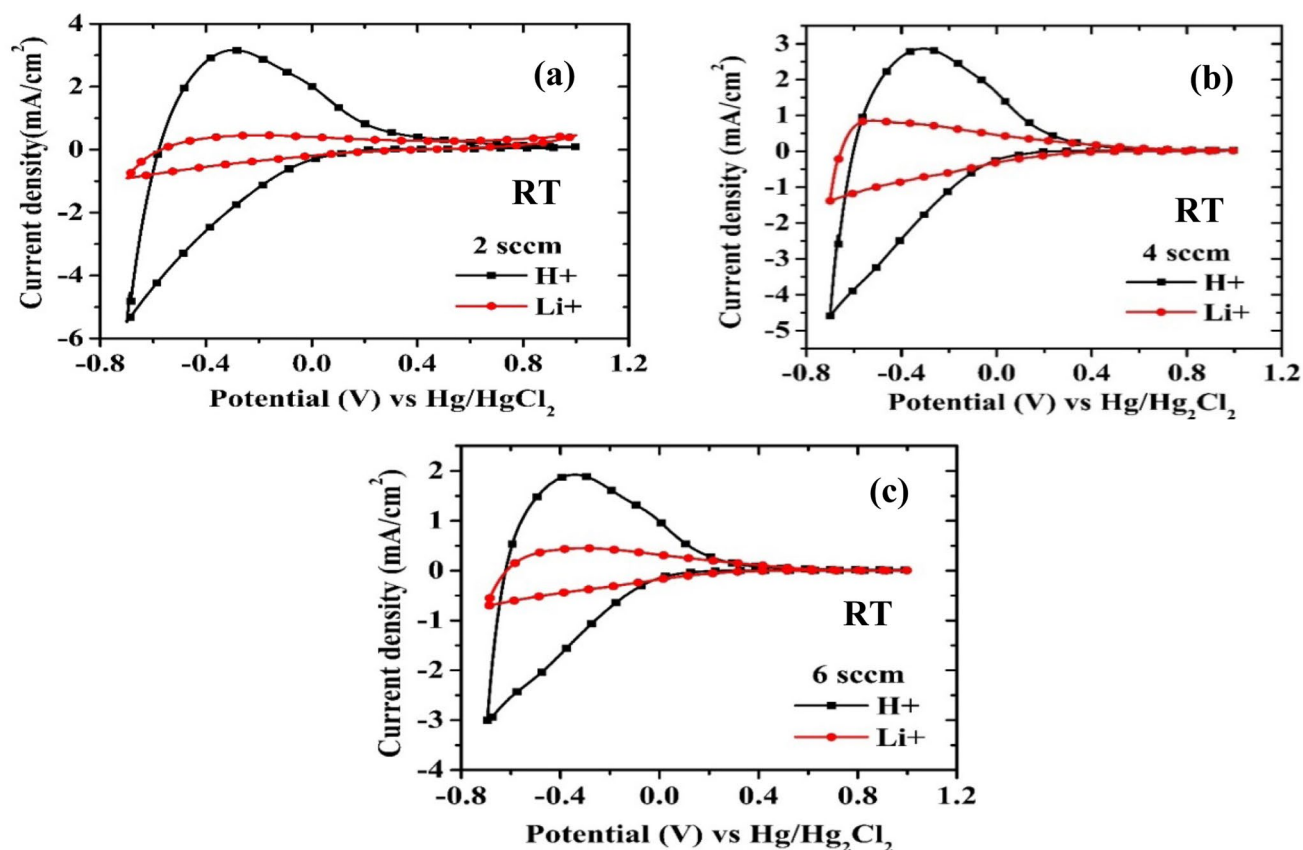 (a)
Current density(mA/cm²)
4
2
0
-2
-4
-6
RT
2 sccm
H+
Li+
-0.8 -0.4 0.0 0.4 0.8 1.2
Potential (V) vs Hg/HgCl₂
(b)
Current density (mA/cm²)
3
2
1
0
-1
-2
-3
-4
-5
RT
4 sccm
H+
Li+
-0.8 -0.4 0.0 0.4 0.8 1.2
Potential (V) vs Hg/Hg₂Cl₂
(c)
Current density (mA/cm²)
2
1
0
-1
-2
-3
-4
RT
6 sccm
H+
Li+
-0.8 -0.4 0.0 0.4 0.8 1.2
Potential (V) vs Hg/Hg₂Cl₂